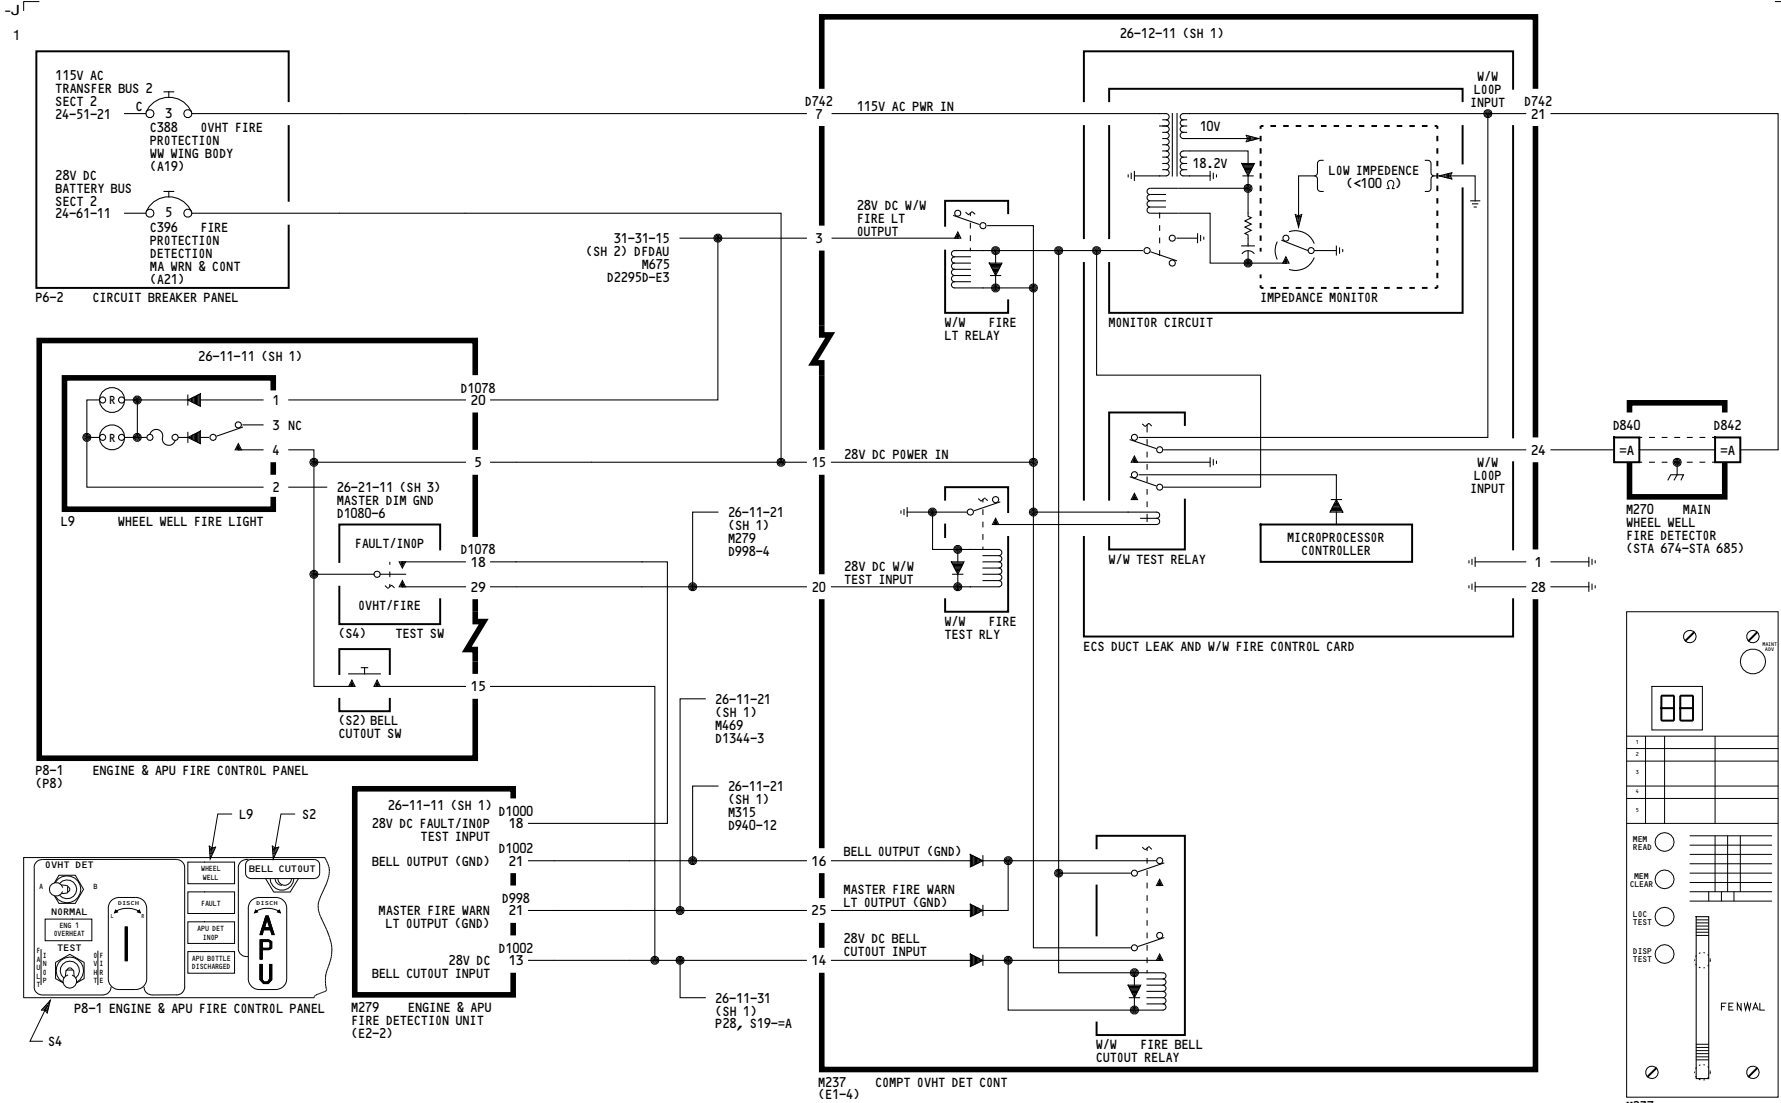 -J
1
26-12-11 (SH 1)
115V AC
TRANSFER BUS 2
SECT 2
24-51-21
C
3
C388 OVHT FIRE
PROTECTION
WW WING BODY
(A19)
28V DC
BATTERY BUS
SECT 2
24-61-11
5
C396 FIRE
PROTECTION
DETECTION
MA WRN & CONT
(A21)
P6-2 CIRCUIT BREAKER PANEL
D742
7
115V AC PWR IN
W/W
LOOP
INPUT
D742
21
10V
18.2V
LOW IMPEDANCE
(<100 Ω)
IMPEDANCE MONITOR
MONITOR CIRCUIT
31-31-15
(SH 2) DFDAU
M675
D2295D-E3
3
28V DC W/W
FIRE LT
OUTPUT
W/W FIRE
LT RELAY
26-11-11 (SH 1)
R
R
1
3 NC
4
2
D1078
20
5
26-21-11 (SH 3)
MASTER DIM GND
D1080-6
L9 WHEEL WELL FIRE LIGHT
15
28V DC POWER IN
24
W/W
LOOP
INPUT
D840
D842
=A
=A
M270 MAIN
WHEEL WELL
FIRE DETECTOR
(STA 674-STA 685)
FAULT/INOP
OVHT/FIRE
(S4) TEST SW
D1078
18
29
26-11-21
(SH 1)
M279
D998-4
20
28V DC W/W
TEST INPUT
W/W FIRE
TEST RLY
W/W TEST RELAY
MICROPROCESSOR
CONTROLLER
1
28
ECS DUCT LEAK AND W/W FIRE CONTROL CARD
(S2) BELL
CUTOUT SW
15
P8-1 ENGINE & APU FIRE CONTROL PANEL
(P8)
26-11-21
(SH 1)
M469
D1344-3
26-11-21
(SH 1)
M315
D940-12
26-11-11 (SH 1)
28V DC FAULT/INOP
TEST INPUT
D1000
18
BELL OUTPUT (GND)
D1002
21
MASTER FIRE WARN
LT OUTPUT (GND)
D998
21
28V DC
BELL CUTOUT INPUT
D1002
13
M279 ENGINE & APU
FIRE DETECTION UNIT
(E2-2)
26-11-31
(SH 1)
P28, S19-=A
16
BELL OUTPUT (GND)
25
MASTER FIRE WARN
LT OUTPUT (GND)
14
28V DC BELL
CUTOUT INPUT
W/W FIRE BELL
CUTOUT RELAY
M237 COMPT OVHT DET CONT
(E1-4)
L9
S2
S4
OVHT DET
A
B
NORMAL
ENG 1
OVERHEAT
TEST
FAULT
INOP
OVHT
FIRE
DISCH
L
R
1
WHEEL
WELL
FAULT
APU DET
INOP
APU BOTTLE
DISCHARGED
BELL CUTOUT
DISCH
APU
P8-1 ENGINE & APU FIRE CONTROL PANEL
MAINT
ADV
88
1
2
3
4
5
MEM
READ
MEM
CLEAR
LOC
TEST
DISP
TEST
FENWAL